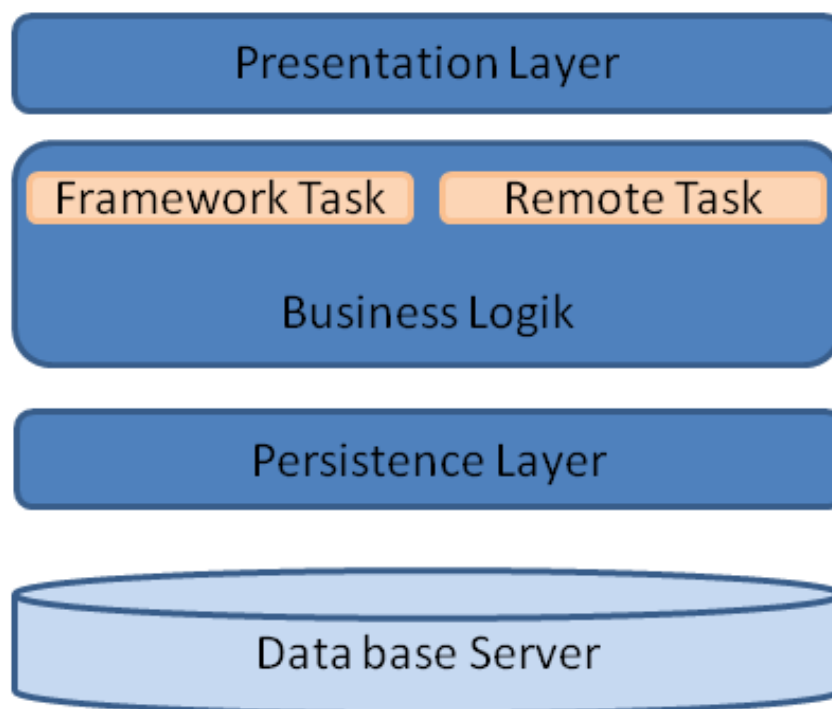 Presentation Layer
Framework Task
Remote Task
Business Logik
Persistence Layer
Data base Server